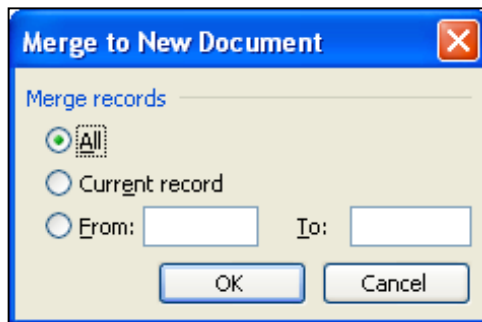 Merge to New Document
Merge records
All
Current record
From: To:
OK Cancel